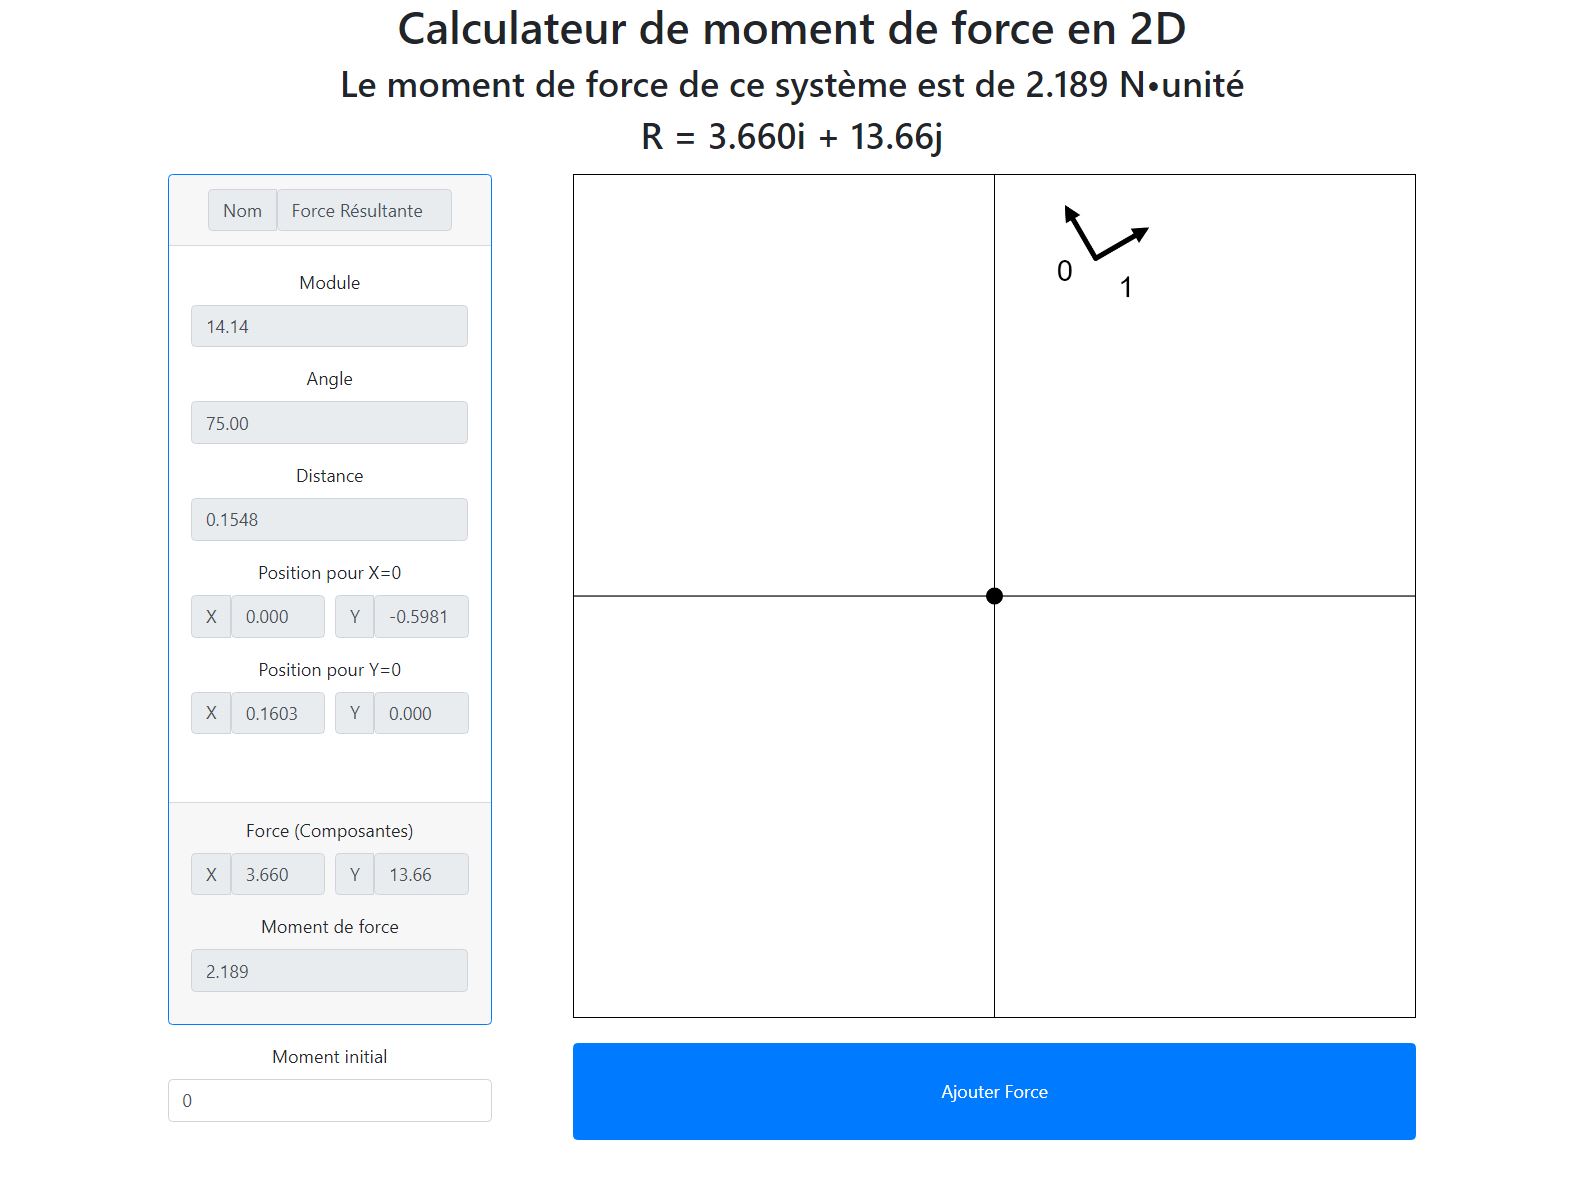 Calculateur de moment de force en 2D
Le moment de force de ce système est de 2.189 N•unité
R = 3.660i + 13.66j
Nom Force Résultante
Module
14.14
Angle
75.00
Distance
0.1548
Position pour X=0
X 0.000 Y -0.5981
Position pour Y=0
X 0.1603 Y 0.000
Force (Composantes)
X 3.660 Y 13.66
Moment de force
2.189
Moment initial
0
0
1
Ajouter Force